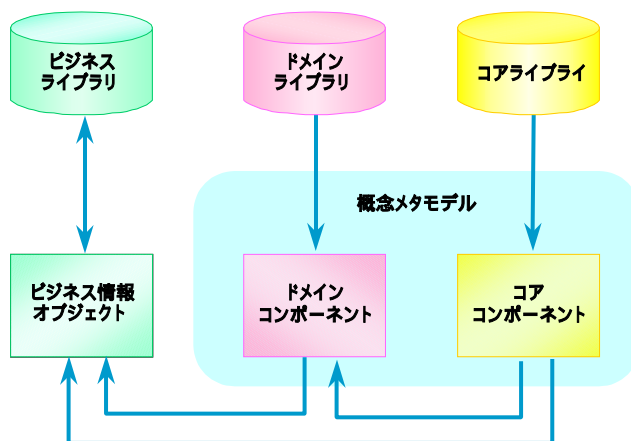 ビジネス
ライブラリ
ドメイン
ライブラリ
コアライブライ
概念メタモデル
ビジネス情報
オブジェクト
ドメイン
コンポーネント
コア
コンポーネント